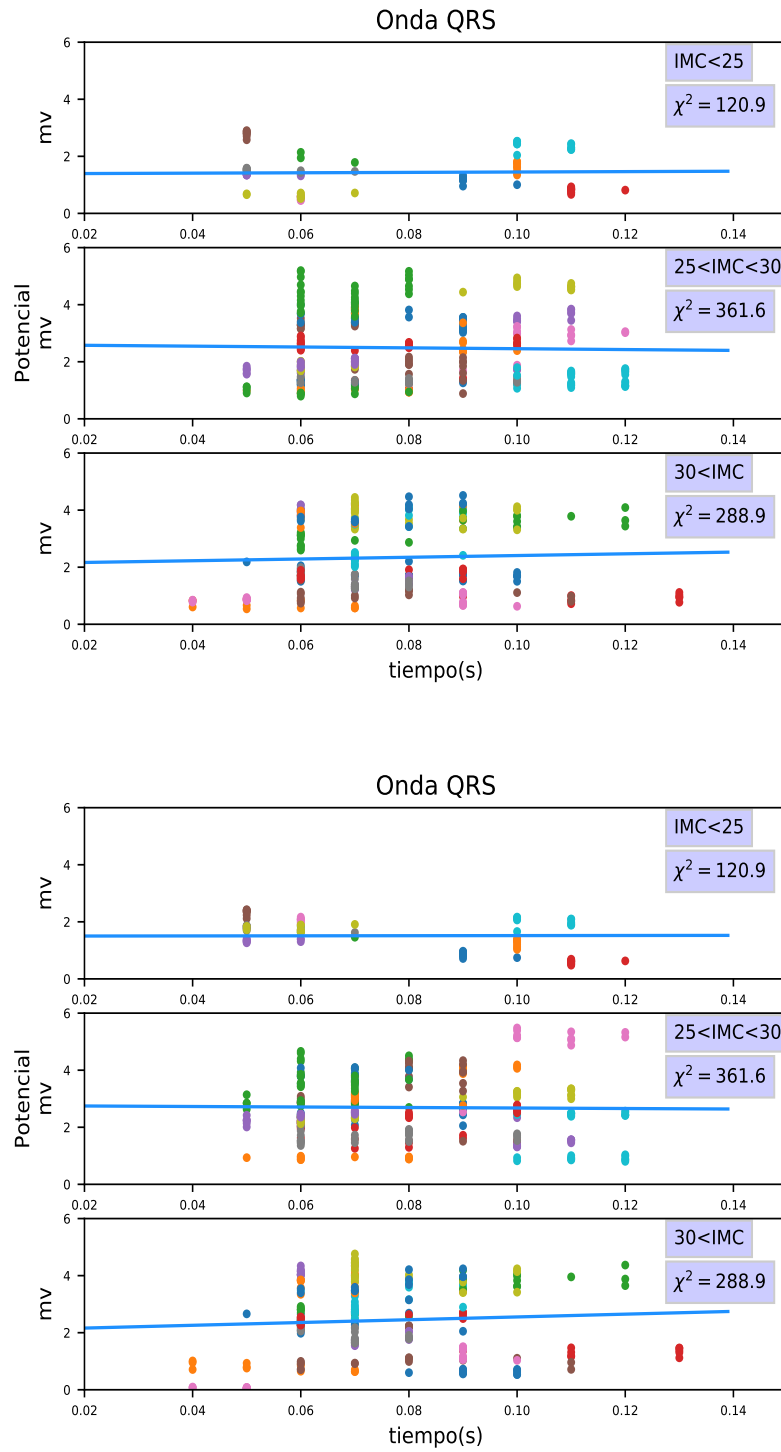 Onda QRS
6
4
2
0
mv
IMC<25
χ² = 120.9
0.02 0.04 0.06 0.08 0.10 0.12 0.14
6
4
2
0
Potencial
mv
25<IMC<30
χ² = 361.6
0.02 0.04 0.06 0.08 0.10 0.12 0.14
6
4
2
0
mv
30<IMC
χ² = 288.9
0.02 0.04 0.06 0.08 0.10 0.12 0.14
tiempo(s)
Onda QRS
6
4
2
0
mv
IMC<25
χ² = 120.9
0.02 0.04 0.06 0.08 0.10 0.12 0.14
6
4
2
0
Potencial
mv
25<IMC<30
χ² = 361.6
0.02 0.04 0.06 0.08 0.10 0.12 0.14
6
4
2
0
mv
30<IMC
χ² = 288.9
0.02 0.04 0.06 0.08 0.10 0.12 0.14
tiempo(s)